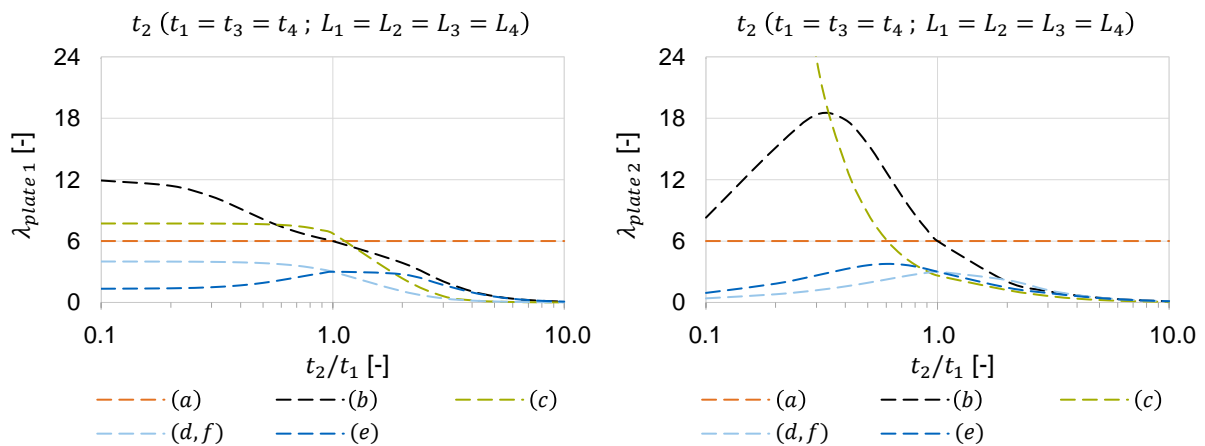 t₂ (t₁ = t₃ = t₄ ; L₁ = L₂ = L₃ = L₄)
24
18
12
6
0
λ_plate 1 [-]
0.1 1.0 10.0
t₂/t₁ [-]
(a) (b) (c)
(d, f) (e)
t₂ (t₁ = t₃ = t₄ ; L₁ = L₂ = L₃ = L₄)
24
18
12
6
0
λ_plate 2 [-]
0.1 1.0 10.0
t₂/t₁ [-]
(a) (b) (c)
(d, f) (e)